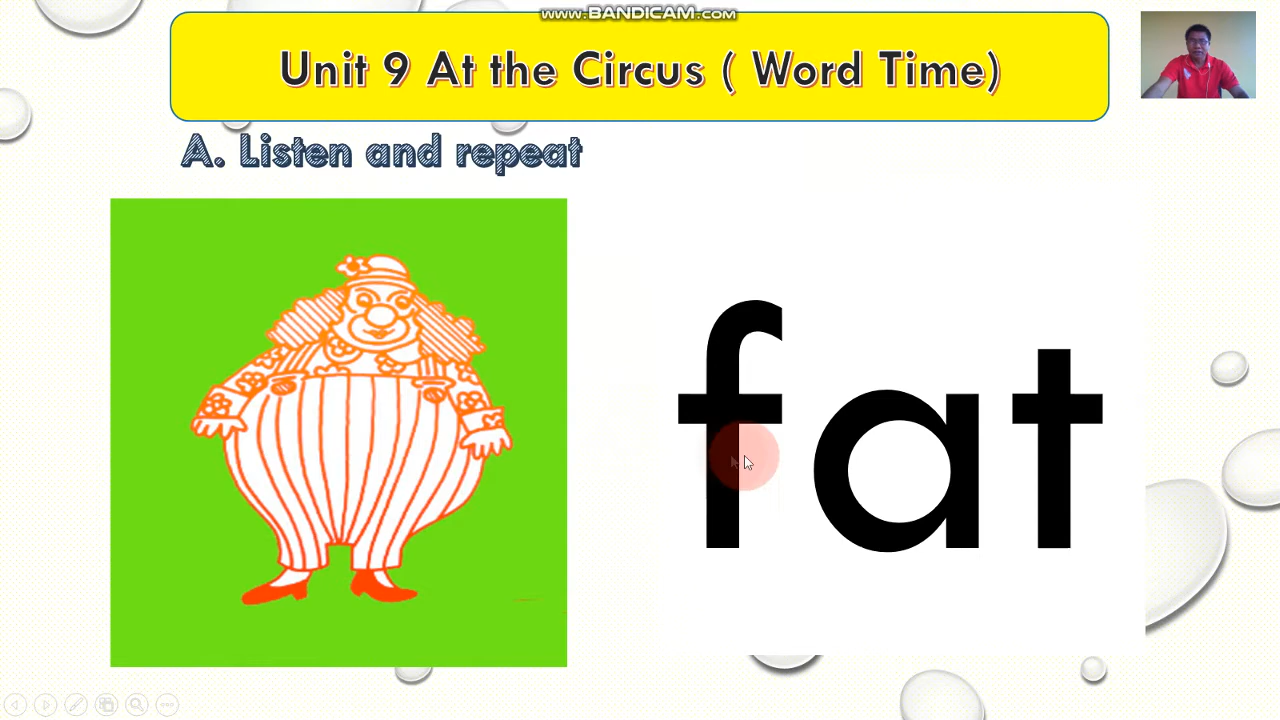 www.BANDICAM.com
Unit 9 At the Circus ( Word Time)
A. Listen and repeat
fat